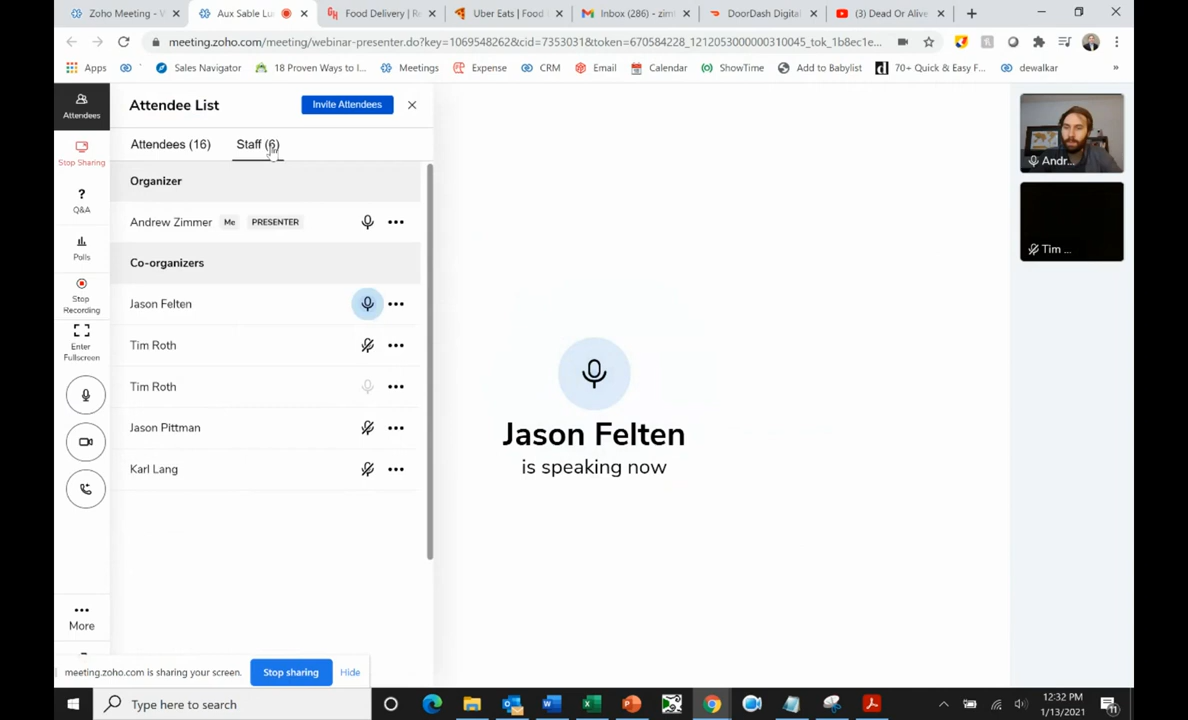 Zoho Meeting - V
Aux Sable Lu
Food Delivery | Re
Uber Eats | Food
Inbox (286) - zim
DoorDash Digital
(3) Dead Or Alive
meeting.zoho.com/meeting/webinar-presenter.do?key=1069548262&cid=7353031&token=670584228_1212053000000310045_tok_1b8ec1e...
Apps
Sales Navigator
18 Proven Ways to I...
Meetings
Expense
CRM
Email
Calendar
ShowTime
Add to Babylist
70+ Quick & Easy F...
dewalkar
»
Attendees
Stop Sharing
Q&A
Polls
Stop
Recording
Enter
Fullscreen
More
Attendee List
Invite Attendees
Attendees (16)
Staff (6)
Organizer
Andrew Zimmer Me PRESENTER
Co-organizers
Jason Felten
Tim Roth
Tim Roth
Jason Pittman
Karl Lang
Jason Felten
is speaking now
Andr...
Tim ...
meeting.zoho.com is sharing your screen.
Stop sharing
Hide
Type here to search
12:32 PM
1/13/2021
11